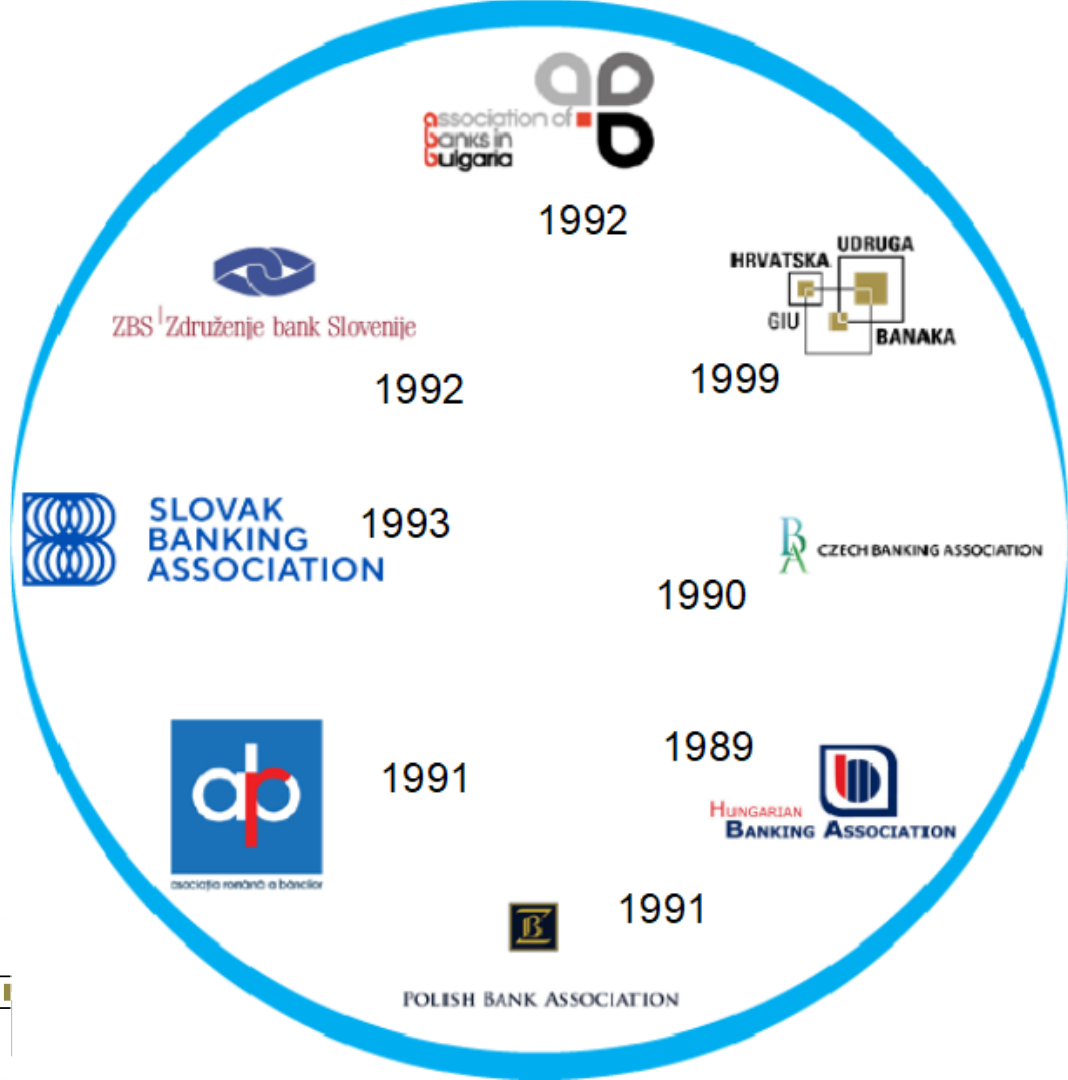 association of
banks in
bulgaria
1992
UDRUGA
HRVATSKA
GIU
BANAKA
1999
ZBS Združenje bank Slovenije
1992
SLOVAK
BANKING
ASSOCIATION
1993
BA
CZECH BANKING ASSOCIATION
1990
1989
HUNGARIAN
BANKING ASSOCIATION
1991
asociația română a băncilor
1991
POLISH BANK ASSOCIATION